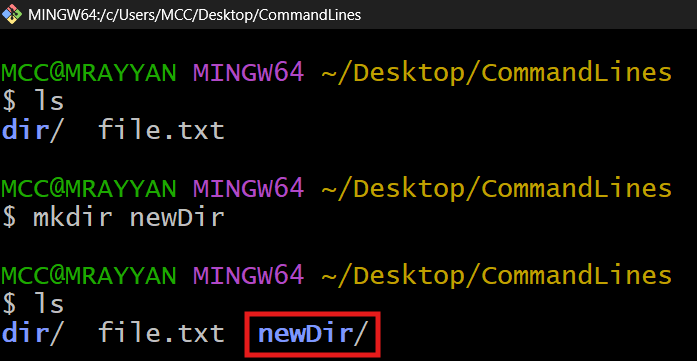 MINGW64:/c/Users/MCC/Desktop/CommandLines
MCC@MRAYYAN MINGW64 ~/Desktop/CommandLines
$ ls
dir/  file.txt
MCC@MRAYYAN MINGW64 ~/Desktop/CommandLines
$ mkdir newDir
MCC@MRAYYAN MINGW64 ~/Desktop/CommandLines
$ ls
dir/  file.txt  newDir/